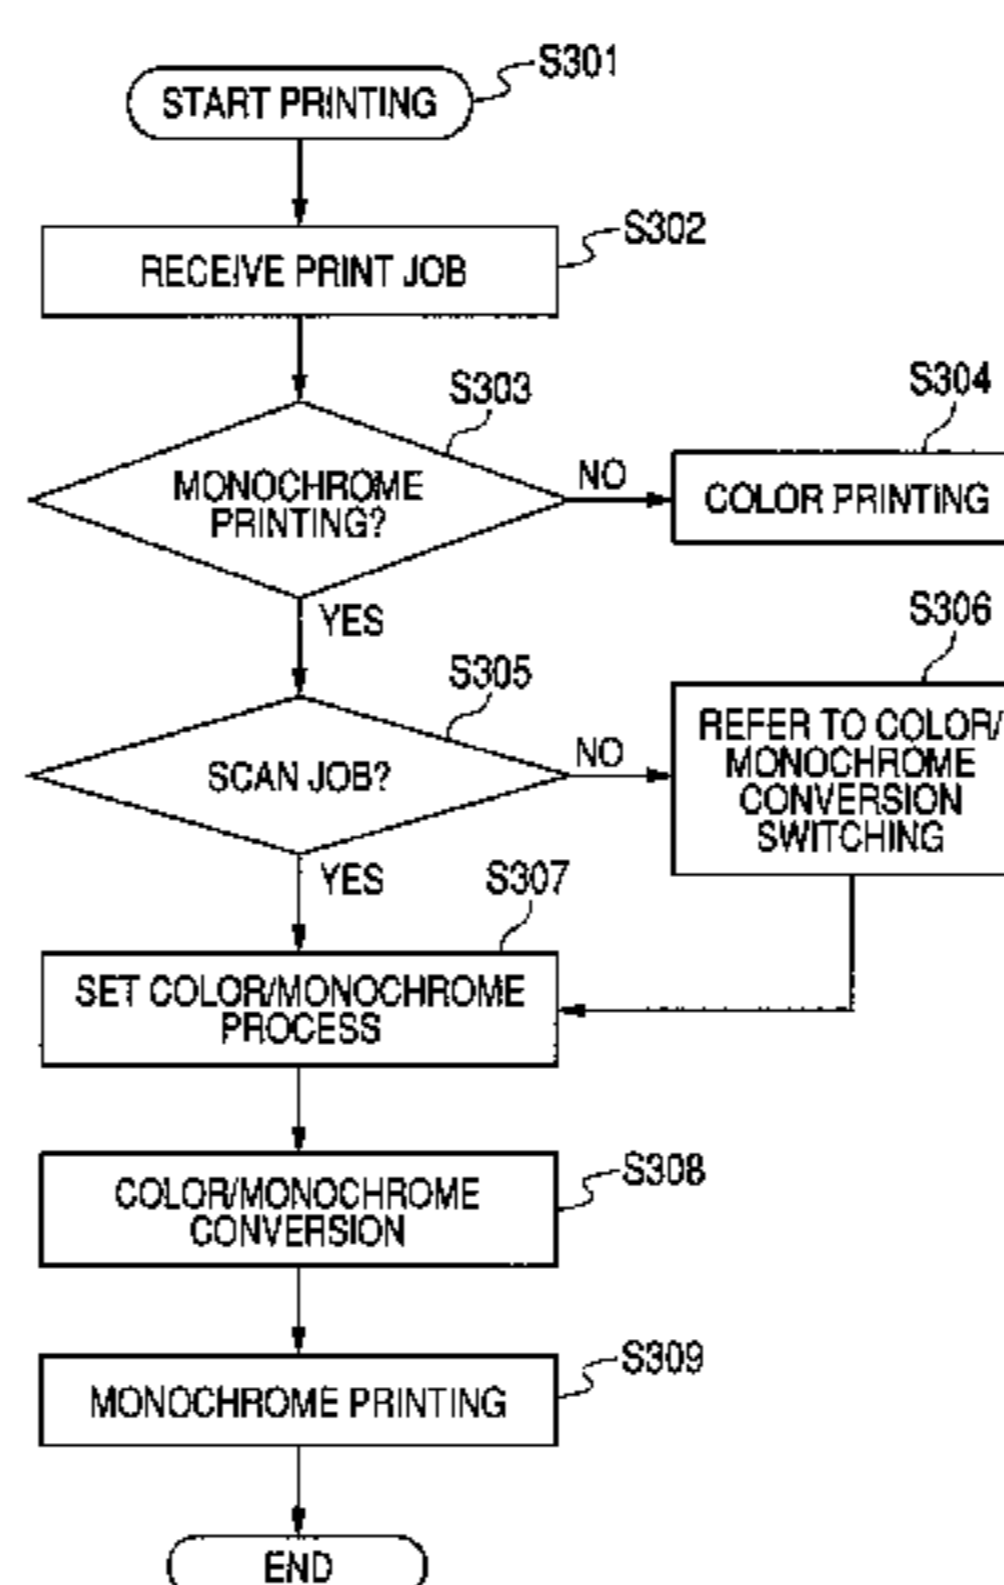 S301
START PRINTING
S302
RECEIVE PRINT JOB
S303
MONOCHROME
PRINTING?
NO
S304
COLOR PRINTING
YES
S305
SCAN JOB?
NO
S306
REFER TO COLOR/
MONOCHROME
CONVERSION
SWITCHING
YES
S307
SET COLOR/MONOCHROME
PROCESS
S308
COLOR/MONOCHROME
CONVERSION
S309
MONOCHROME PRINTING
END